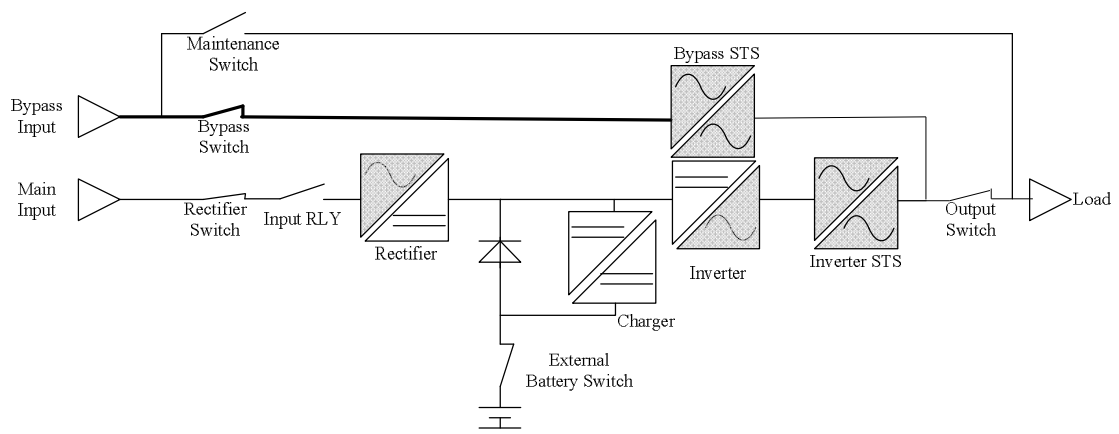 Maintenance
Switch
Bypass STS
Bypass
Input
Bypass
Switch
Main
Input
Rectifier
Switch
Input RLY
Rectifier
Inverter
Inverter STS
Output
Switch
Load
Charger
External
Battery Switch